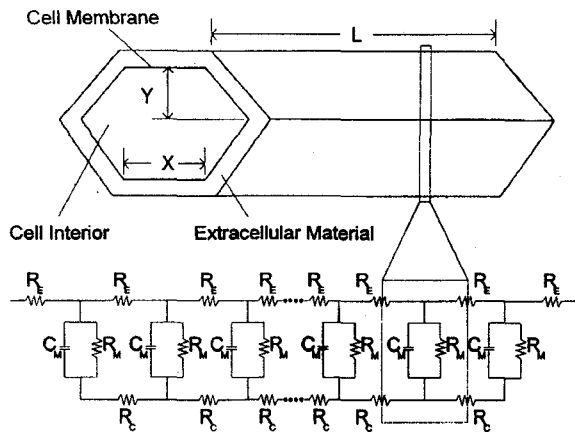 Cell Membrane
L
Y
X
Cell Interior Extracellular Material
R_E R_E R_E R_E R_E R_E R_E R_E
C_M R_M C_M R_M C_M R_M C_M R_M C_M R_M C_M R_M
R_C R_C R_C R_C R_C R_C